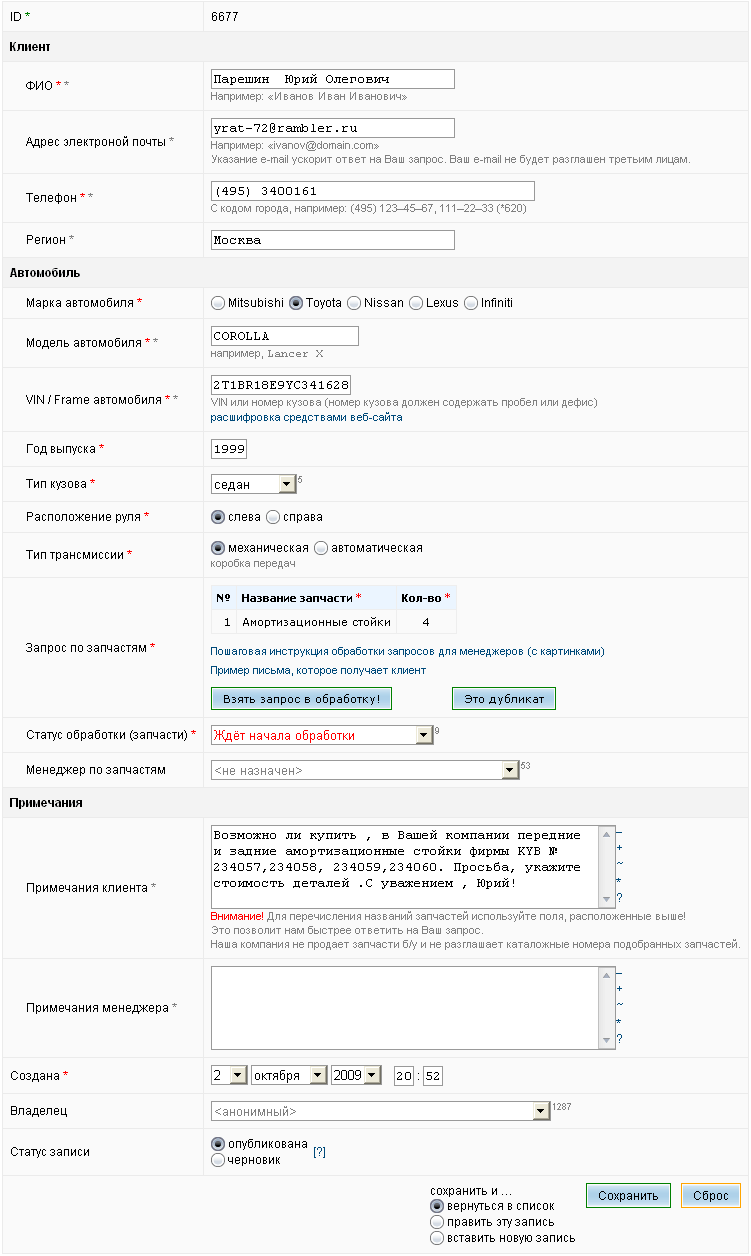 ID * 6677
Клиент
ФИО * * Парешин  Юрий Олегович
Например: «Иванов Иван Иванович»
Адрес электроной почты * yrat-72@rambler.ru
Например: «ivanov@domain.com»
Указание e-mail ускорит ответ на Ваш запрос. Ваш e-mail не будет разглашен третьим лицам.
Телефон * * (495) 3400161
С кодом города, например: (495) 123–45–67, 111–22–33 (*620)
Регион * Москва
Автомобиль
Марка автомобиля * Mitsubishi Toyota Nissan Lexus Infiniti
Модель автомобиля * * COROLLA
например, Lancer X
VIN / Frame автомобиля * * 2T1BR18E9YC341628
VIN или номер кузова (номер кузова должен содержать пробел или дефис)
расшифровка средствами веб-сайта
Год выпуска * 1999
Тип кузова * седан 5
Расположение руля * слева справа
Тип трансмиссии * механическая автоматическая
коробка передач
№ Название запчасти * Кол-во *
1 Амортизационные стойки 4
Запрос по запчастям *
Пошаговая инструкция обработки запросов для менеджеров (с картинками)
Пример письма, которое получает клиент
Взять запрос в обработку! Это дубликат
Статус обработки (запчасти) * Ждёт начала обработки 9
Менеджер по запчастям <не назначен> 53
Примечания
Примечания клиента *
Возможно ли купить , в Вашей компании передние
и задние амортизационные стойки фирмы KYB №
234057,234058, 234059,234060. Просьба, укажите
стоимость деталей .С уважением , Юрий!
–
+
~
*
?
Внимание! Для перечисления названий запчастей используйте поля, расположенные выше!
Это позволит нам быстрее ответить на Ваш запрос.
Наша компания не продает запчасти б/у и не разглашает каталожные номера подобранных запчастей.
Примечания менеджера *
–
+
~
*
?
Создана * 2 октября 2009 20 : 52
Владелец <анонимный> 1287
Статус записи опубликована [?]
черновик
сохранить и ... Сохранить Сброс
вернуться в список
править эту запись
вставить новую запись